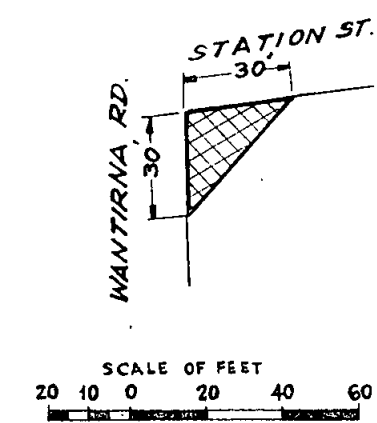 STATION ST.
30'
WANTIRNA RD.
30'
SCALE OF FEET
20 10 0 20 40 60